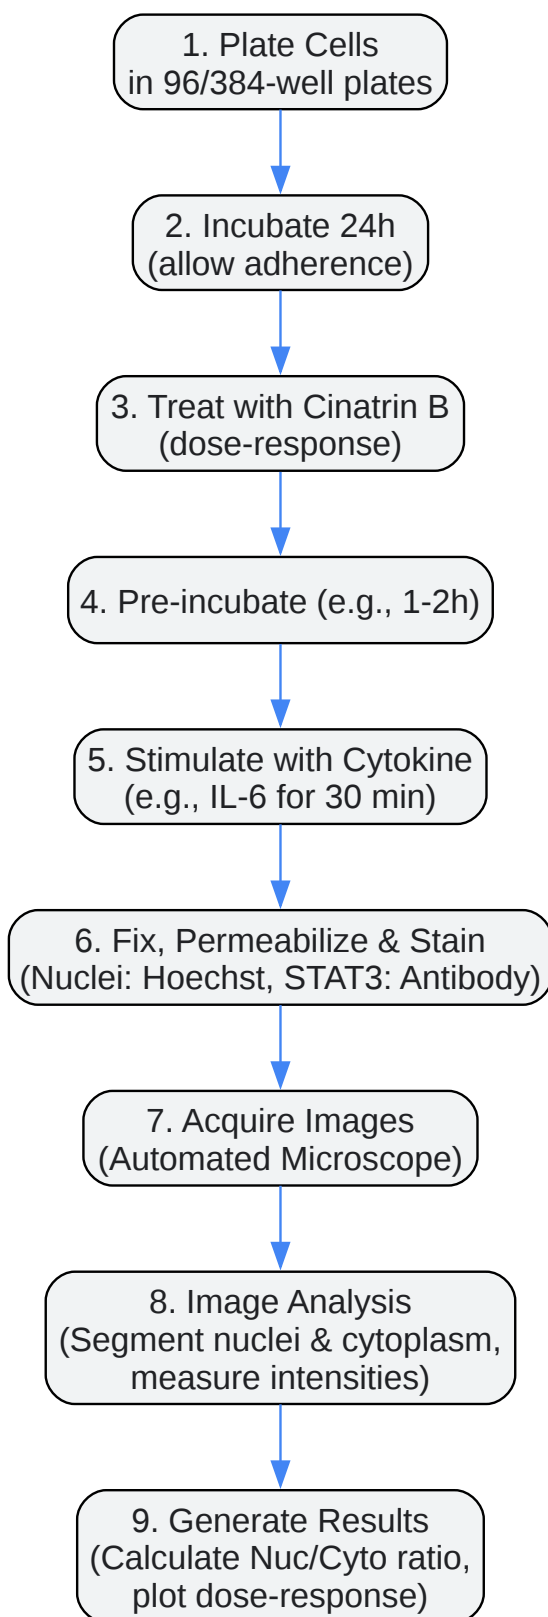 1. Plate Cells
in 96/384-well plates
2. Incubate 24h
(allow adherence)
3. Treat with Cinatrin B
(dose-response)
4. Pre-incubate (e.g., 1-2h)
5. Stimulate with Cytokine
(e.g., IL-6 for 30 min)
6. Fix, Permeabilize & Stain
(Nuclei: Hoechst, STAT3: Antibody)
7. Acquire Images
(Automated Microscope)
8. Image Analysis
(Segment nuclei & cytoplasm,
measure intensities)
9. Generate Results
(Calculate Nuc/Cyto ratio,
plot dose-response)